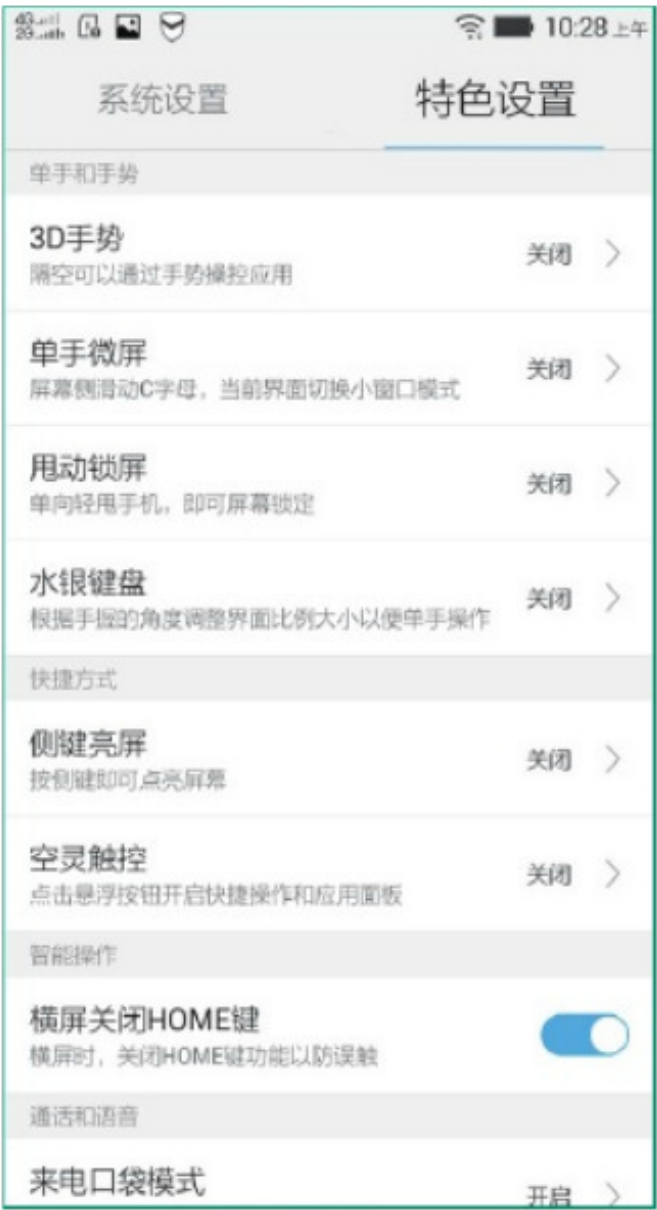 4G 2G 10:28 上午
系统设置 特色设置
单手和手势
3D手势
隔空可以通过手势操控应用
关闭
单手微屏
屏幕侧滑动C字母，当前界面切换小窗口模式
关闭
甩动锁屏
单向轻甩手机，即可屏幕锁定
关闭
水银键盘
根据手握的角度调整界面比例大小以便单手操作
关闭
快捷方式
侧键亮屏
按侧键即可点亮屏幕
关闭
空灵触控
点击悬浮按钮开启快捷操作和应用面板
关闭
智能操作
横屏关闭HOME键
横屏时，关闭HOME键功能以防误触
通话和语音
来电口袋模式
开启